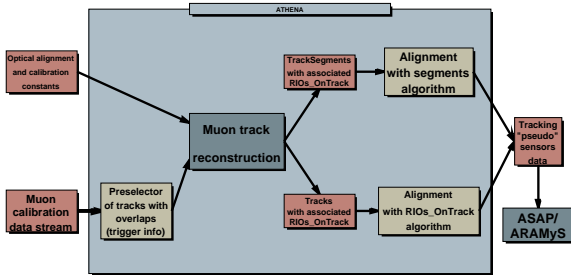 ATHENA
Optical alignment
and calibration
constants
TrackSegments
with associated
RIOs_OnTrack
Alignment
with segments
algorithm
Muon track
reconstruction
Tracking
"pseudo"
sensors
data
Muon
calibration
data stream
Preselector
of tracks with
overlaps
(trigger info)
Tracks
with associated
RIOs_OnTrack
Alignment
with RIOs_OnTrack
algorithm
ASAP/
ARAMyS